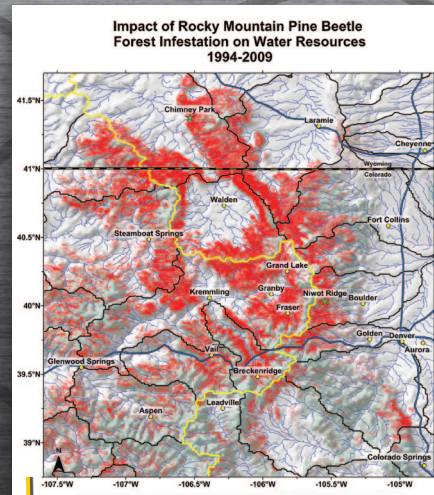 Impact of Rocky Mountain Pine Beetle
Forest Infestation on Water Resources
1994-2009
41.5°N
Chimney Park
Laramie
Cheyenne
41°N
Wyoming
Colorado
Walden
Fort Collins
Steamboat Springs
40.5°N
Grand Lake
Kremmling
Granby
Niwot Ridge
Boulder
40°N
Fraser
Golden
Denver
Aurora
Vail
Glenwood Springs
39.5°N
Breckenridge
Leadville
Aspen
39°N
N
Colorado Springs
-107.5°
-107°
-106.5°
-106°
-105.5°
-105°